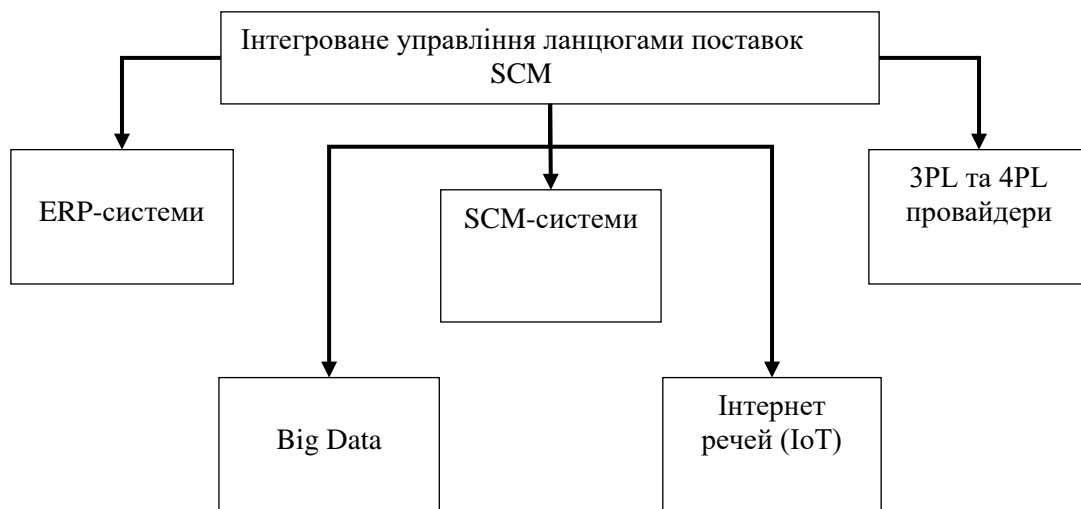 Інтегроване управління ланцюгами поставок
SCM
ERP-системи
SCM-системи
3PL та 4PL
провайдери
Big Data
Інтернет
речей (IoT)